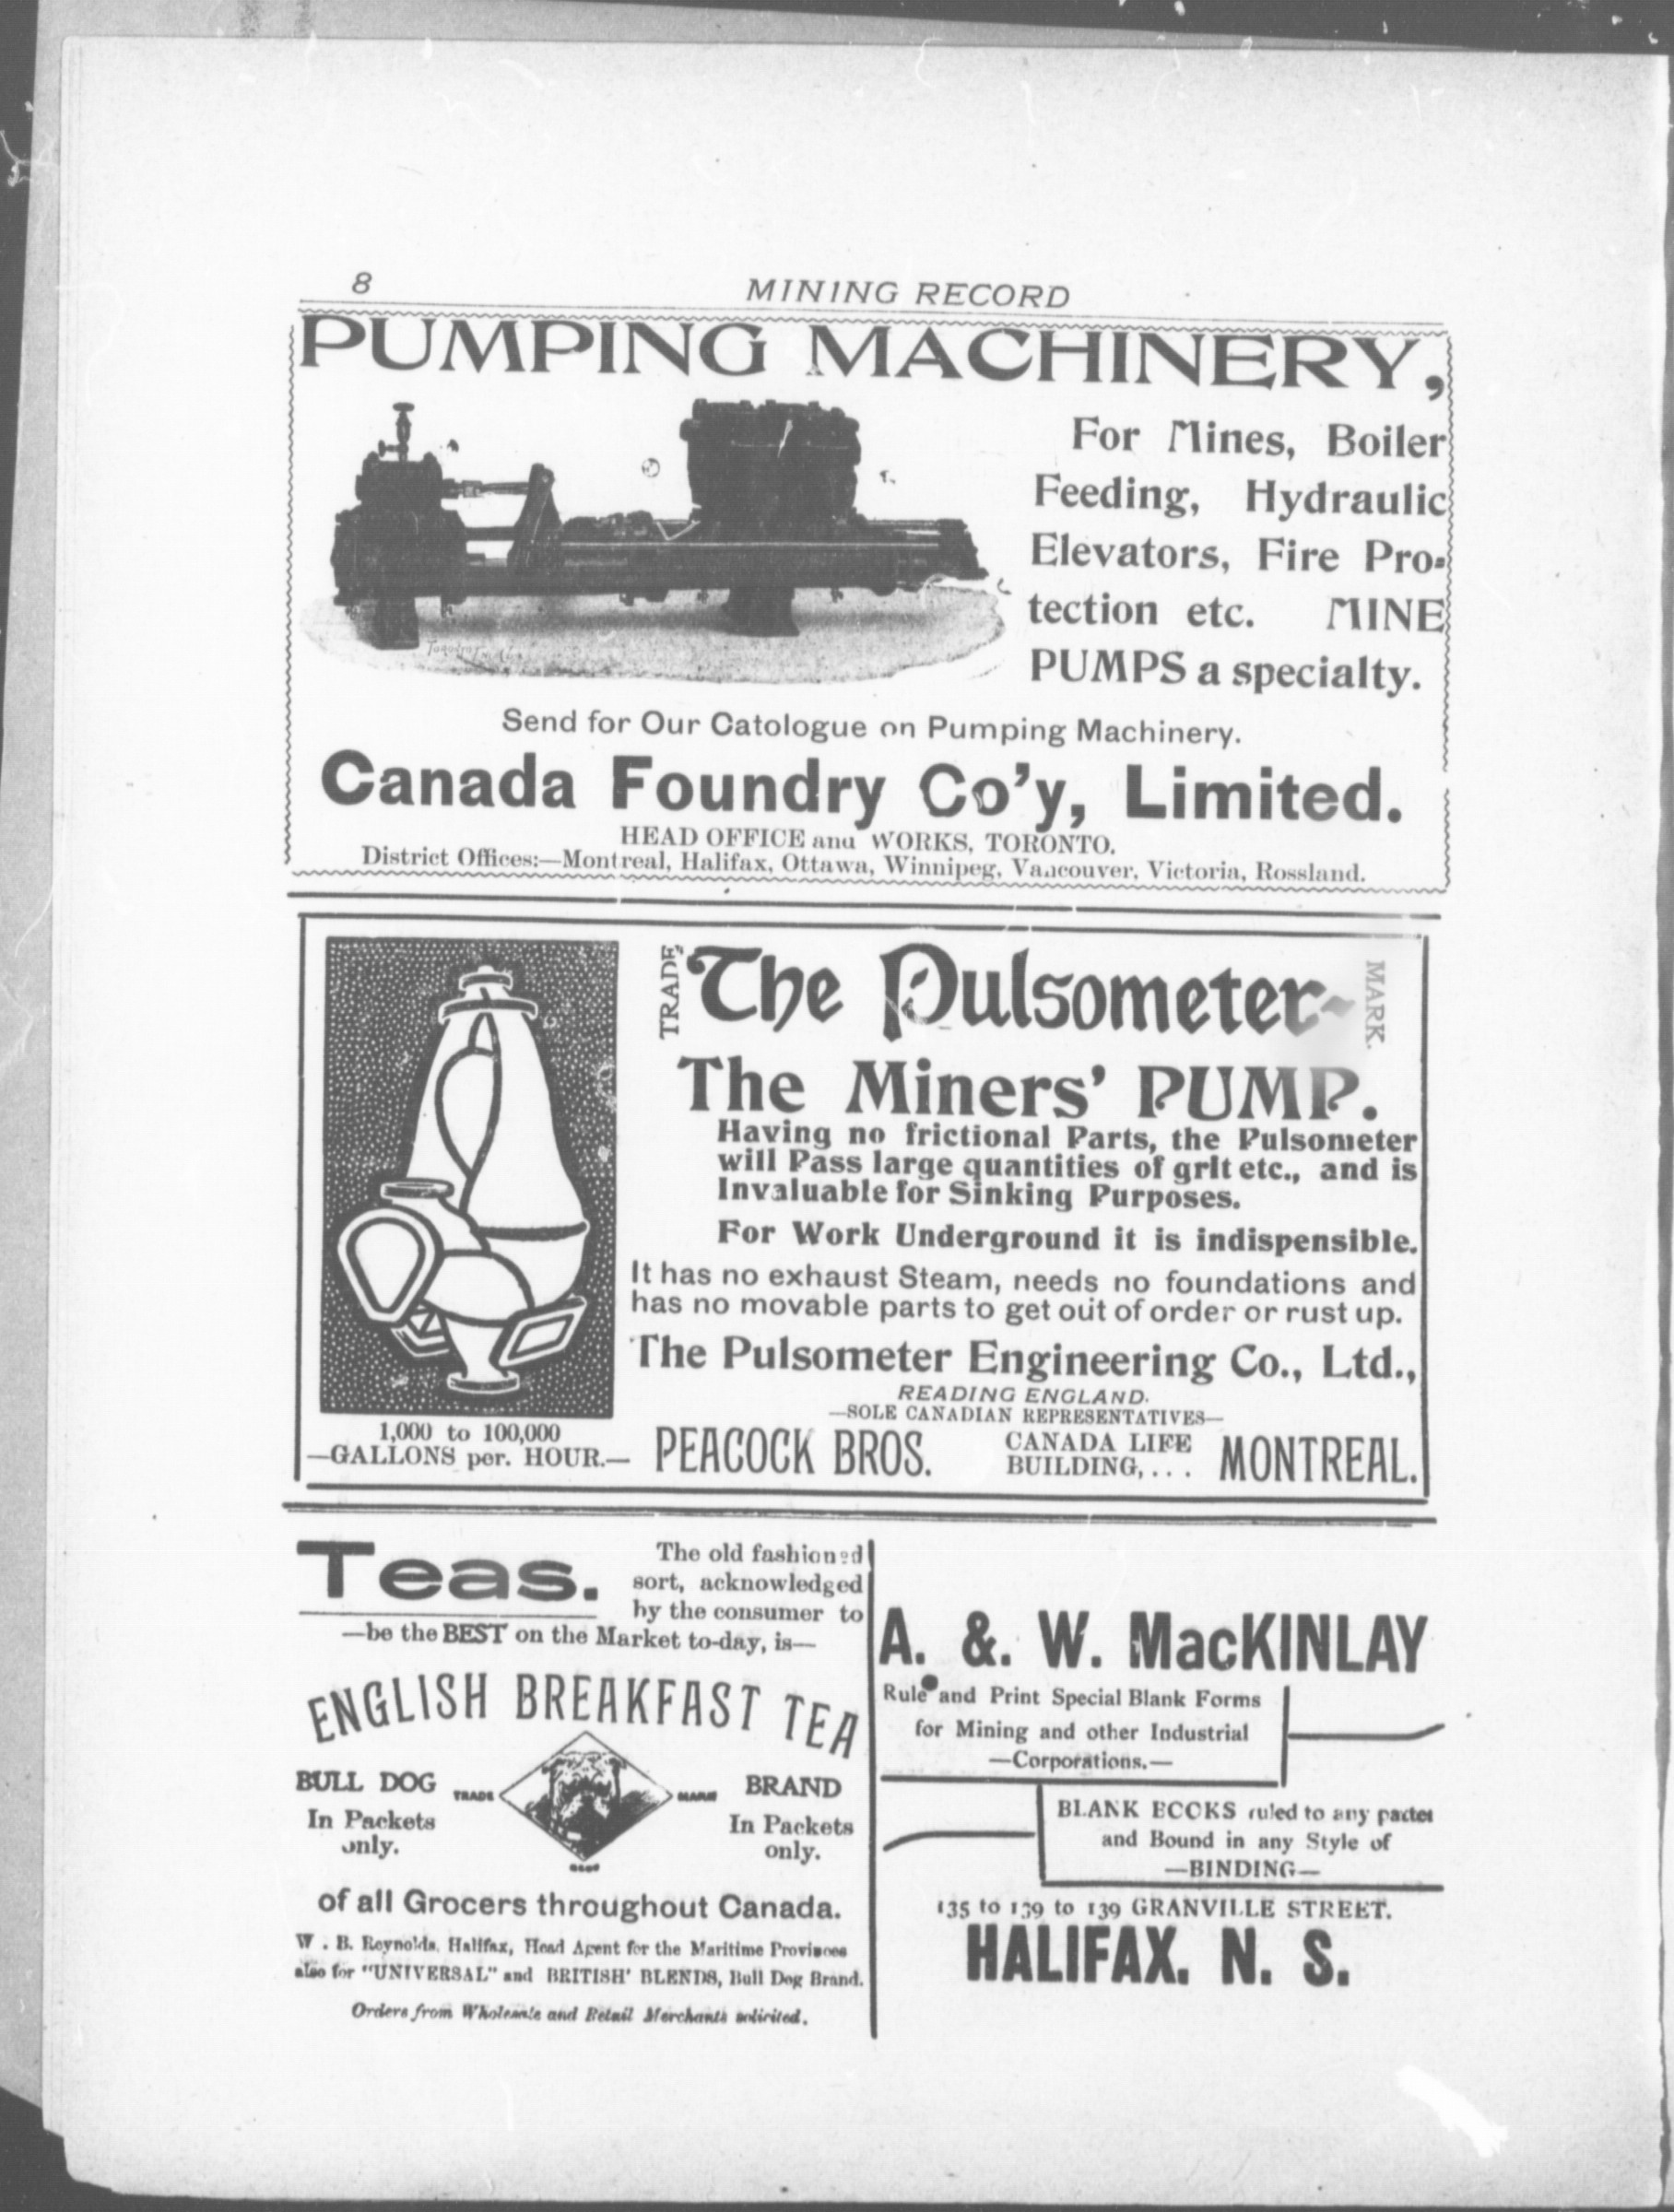 8
MINING RECORD
PUMPING MACHINERY,
For Mines, Boiler
Feeding, Hydraulic
Elevators, Fire Pro-
tection etc. MINE
PUMPS a specialty.
Send for Our Catologue on Pumping Machinery.
Canada Foundry Co'y, Limited.
HEAD OFFICE and WORKS, TORONTO.
District Offices:—Montreal, Halifax, Ottawa, Winnipeg, Vancouver, Victoria, Rossland.
TRADE The Pulsometer MARK.
The Miners' PUMP.
Having no frictional Parts, the Pulsometer
will Pass large quantities of grit etc., and is
Invaluable for Sinking Purposes.
For Work Underground it is indispensible.
It has no exhaust Steam, needs no foundations and
has no movable parts to get out of order or rust up.
The Pulsometer Engineering Co., Ltd.,
READING ENGLAND.
—SOLE CANADIAN REPRESENTATIVES—
1,000 to 100,000
—GALLONS per. HOUR.—
PEACOCK BROS. CANADA LIFE
BUILDING, . . . MONTREAL.
Teas.
The old fashioned
sort, acknowledged
by the consumer to
—be the BEST on the Market to-day, is—
ENGLISH BREAKFAST TEA
BULL DOG TRADE MARK BRAND
In Packets
only.
In Packets
only.
of all Grocers throughout Canada.
W . B. Reynolds, Halifax, Head Agent for the Maritime Provinces
also for "UNIVERSAL" and BRITISH' BLENDS, Bull Dog Brand.
Orders from Wholesale and Retail Merchants solicited.
A. & W. MacKINLAY
Rule and Print Special Blank Forms
for Mining and other Industrial
—Corporations.—
BLANK BOOKS ruled to any patter
and Bound in any Style of
—BINDING—
135 to 139 to 139 GRANVILLE STREET.
HALIFAX. N. S.